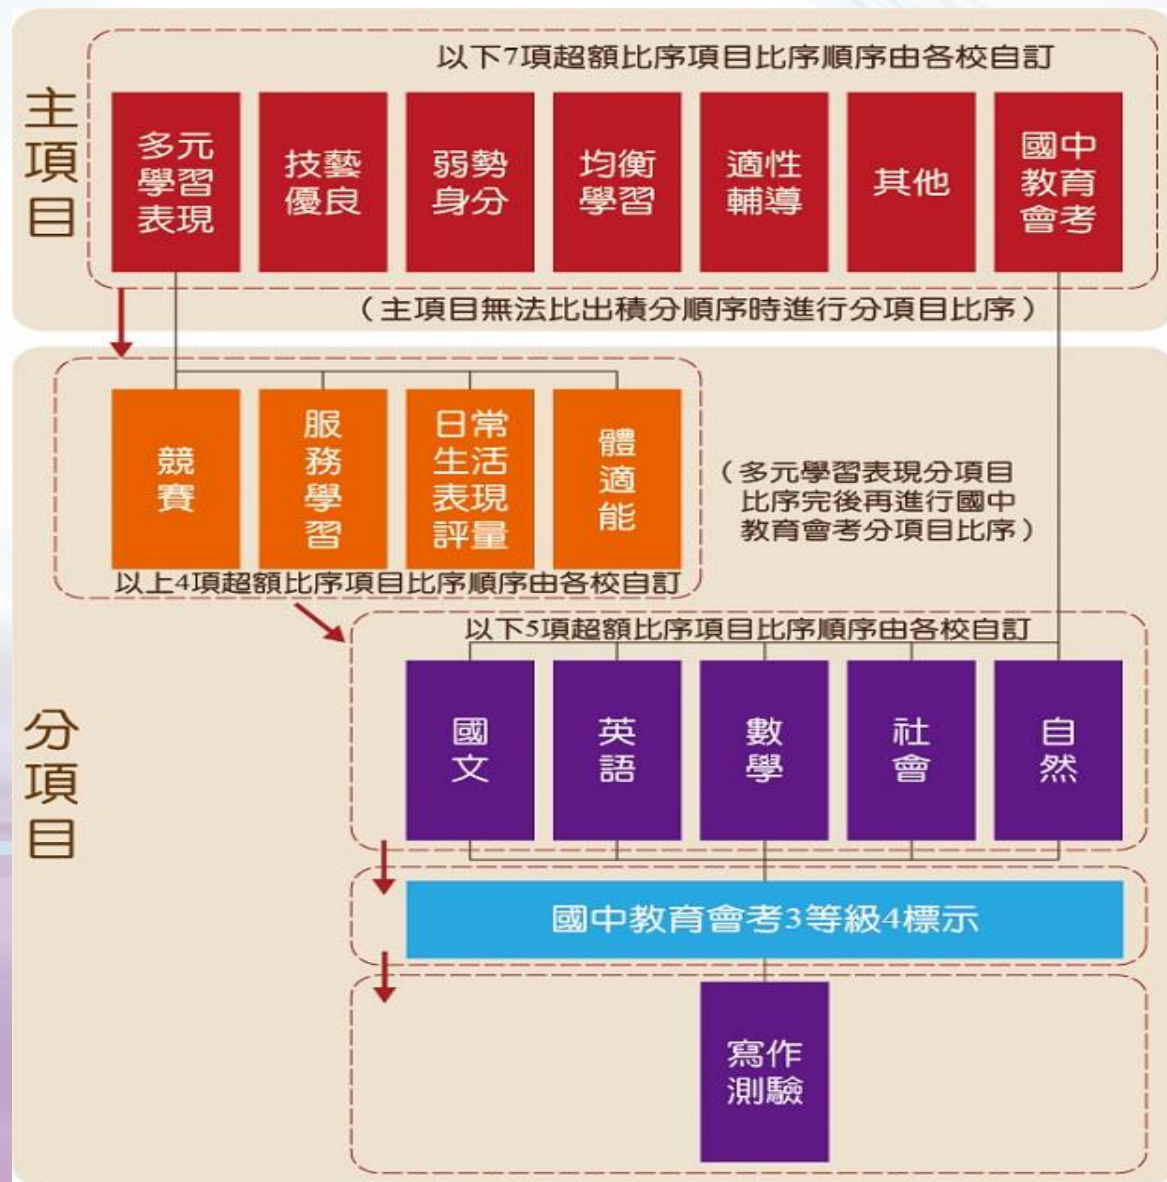 主項目
以下7項超額比序項目比序順序由各校自訂
多元
學習
表現
技藝
優良
弱勢
身分
均衡
學習
適性
輔導
其他
國中
教育
會考
（主項目無法比出積分順序時進行分項目比序）
分項目
競賽
服務學習
日常
生活
表現
評量
體適能
（多元學習表現分項目
比序完後再進行國中
教育會考分項目比序）
以上4項超額比序項目比序順序由各校自訂
以下5項超額比序項目比序順序由各校自訂
國文
英語
數學
社會
自然
國中教育會考3等級4標示
寫作
測驗